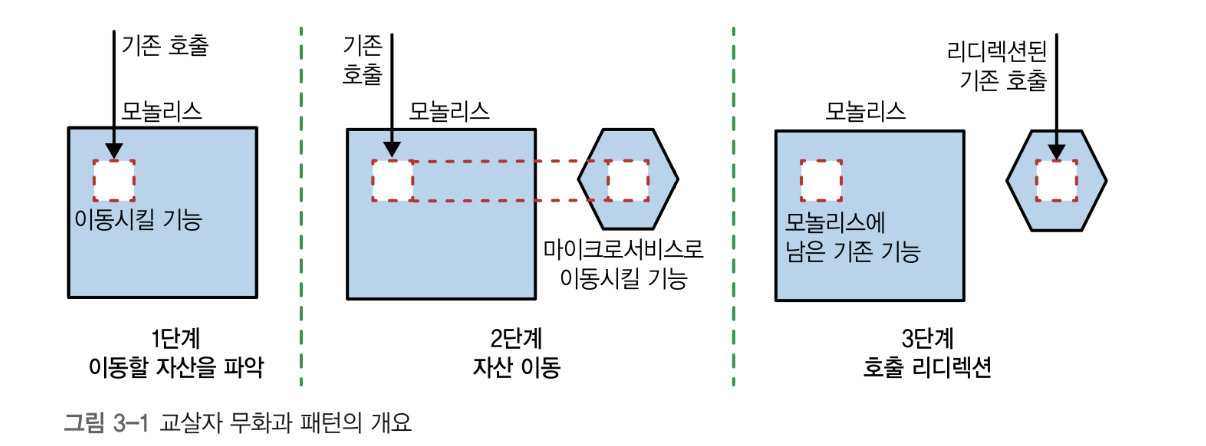 기존 호출
모놀리스
이동시킬 기능
1단계
이동할 자산을 파악
기존
호출
모놀리스
마이크로서비스로
이동시킬 기능
2단계
자산 이동
리디렉션된
기존 호출
모놀리스
모놀리스에
남은 기존 기능
3단계
호출 리디렉션
그림 3-1 교살자 무화과 패턴의 개요